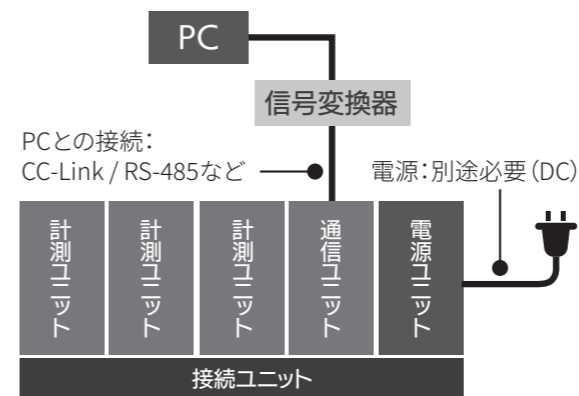 PC
信号変換器
PCとの接続：
CC-Link / RS-485など
電源：別途必要（DC）
計測ユニット
計測ユニット
計測ユニット
通信ユニット
電源ユニット
接続ユニット